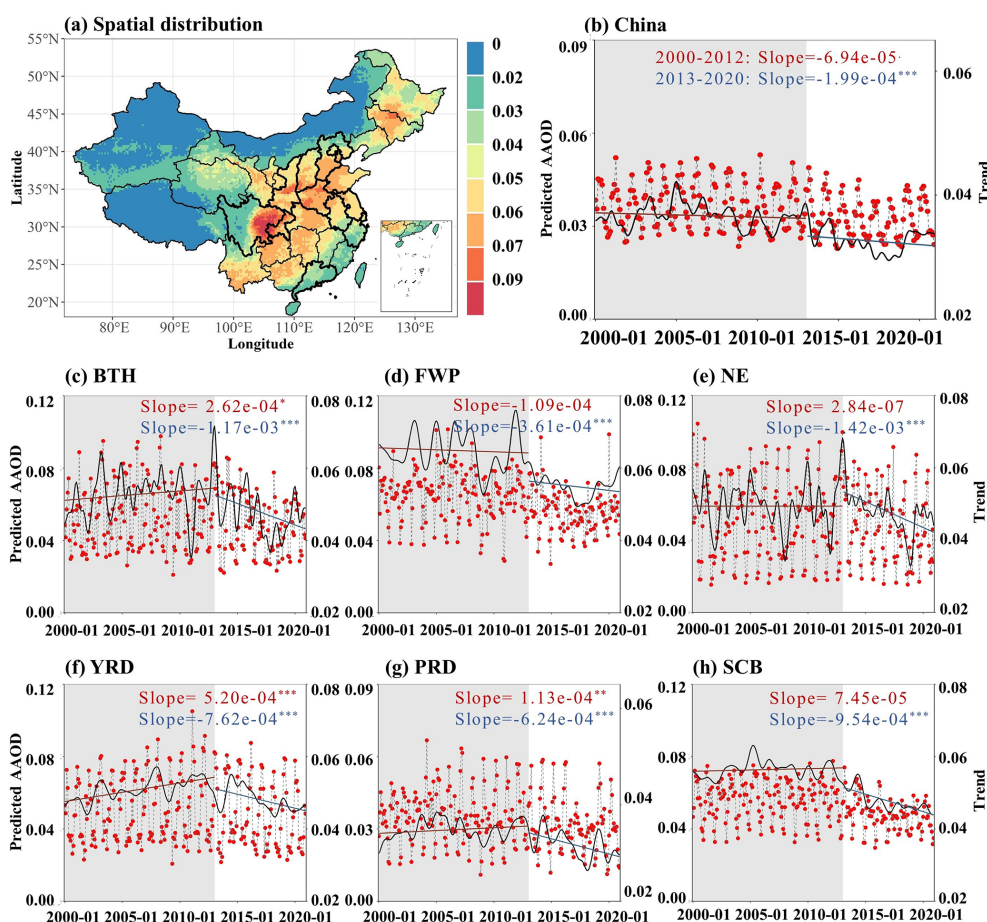 (a) Spatial distribution
55°N
50°N
45°N
40°N
35°N
30°N
25°N
20°N
Latitude
80°E 90°E 100°E 110°E 120°E 130°E
Longitude
0
0.02
0.03
0.04
0.05
0.06
0.07
0.09
(b) China
2000-2012: Slope=-6.94e-05·
2013-2020: Slope=-1.99e-04***
0.09
0.06
0.03
0.00
Predicted AAOD
0.06
0.04
0.02
Trend
2000-01 2005-01 2010-01 2015-01 2020-01
(c) BTH
Slope= 2.62e-04*
Slope=-1.17e-03***
0.12
0.08
0.04
0.00
Predicted AAOD
0.08
0.06
0.04
0.02
2000-01 2005-01 2010-01 2015-01 2020-01
(d) FWP
Slope=-1.09e-04
Slope=-3.61e-04***
0.12
0.08
0.04
0.00
0.08
0.06
0.04
0.02
2000-01 2005-01 2010-01 2015-01 2020-01
(e) NE
Slope= 2.84e-07
Slope=-1.42e-03***
0.12
0.08
0.04
0.00
0.08
0.06
0.04
0.02
Trend
2000-01 2005-01 2010-01 2015-01 2020-01
(f) YRD
Slope= 5.20e-04***
Slope=-7.62e-04***
0.12
0.08
0.04
0.00
Predicted AAOD
0.08
0.06
0.04
0.02
2000-01 2005-01 2010-01 2015-01 2020-01
(g) PRD
Slope= 1.13e-04**
Slope=-6.24e-04***
0.09
0.06
0.03
0.00
0.06
0.04
0.02
2000-01 2005-01 2010-01 2015-01 2020-01
(h) SCB
Slope= 7.45e-05
Slope=-9.54e-04***
0.12
0.08
0.04
0.00
0.08
0.06
0.04
0.02
Trend
2000-01 2005-01 2010-01 2015-01 2020-01